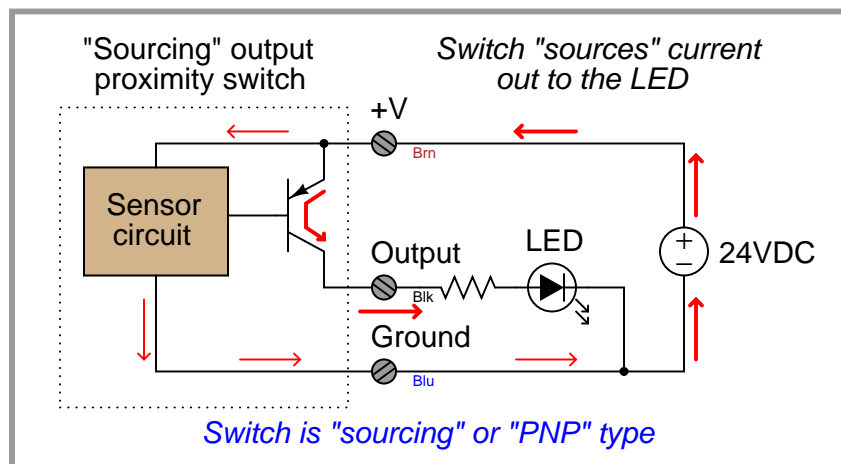 "Sourcing" output
proximity switch
Switch "sources" current
out to the LED
+V
Brn
Sensor
circuit
Output
Blk
LED
+
−
24VDC
Ground
Blu
Switch is "sourcing" or "PNP" type